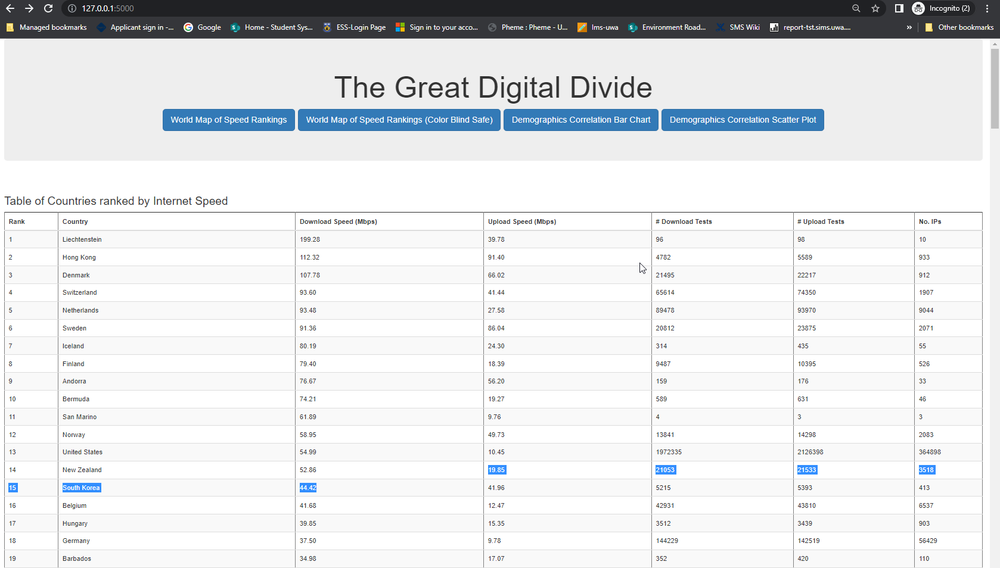 127.0.0.1:5000 Incognito (2)
Managed bookmarks Applicant sign in -... Google Home - Student Sys... ESS-Login Page Sign in to your acco... Pheme : Pheme - U... lms-uwa Environment Road... SMS Wiki report-tst.sims.uwa.... » Other bookmarks
The Great Digital Divide
World Map of Speed Rankings World Map of Speed Rankings (Color Blind Safe) Demographics Correlation Bar Chart Demographics Correlation Scatter Plot
Table of Countries ranked by Internet Speed
Rank Country Download Speed (Mbps) Upload Speed (Mbps) # Download Tests # Upload Tests No. IPs
1 Liechtenstein 199.28 39.78 96 98 10
2 Hong Kong 112.32 91.40 4782 5589 933
3 Denmark 107.78 66.02 21495 22217 912
4 Switzerland 93.60 41.44 65614 74350 1907
5 Netherlands 93.48 27.58 89478 93970 9044
6 Sweden 91.36 86.04 20812 23875 2071
7 Iceland 80.19 24.30 314 435 55
8 Finland 79.40 18.39 9487 10395 526
9 Andorra 76.67 56.20 159 176 33
10 Bermuda 74.21 19.27 589 631 46
11 San Marino 61.89 9.76 4 3 3
12 Norway 58.95 49.73 13841 14298 2083
13 United States 54.99 10.45 1972335 2126398 364898
14 New Zealand 52.86 19.85 21053 21533 3518
15 South Korea 44.42 41.96 5215 5393 413
16 Belgium 41.68 12.47 42931 43810 6537
17 Hungary 39.85 15.35 3512 3439 903
18 Germany 37.50 9.78 144229 142519 56429
19 Barbados 34.98 17.07 352 420 110